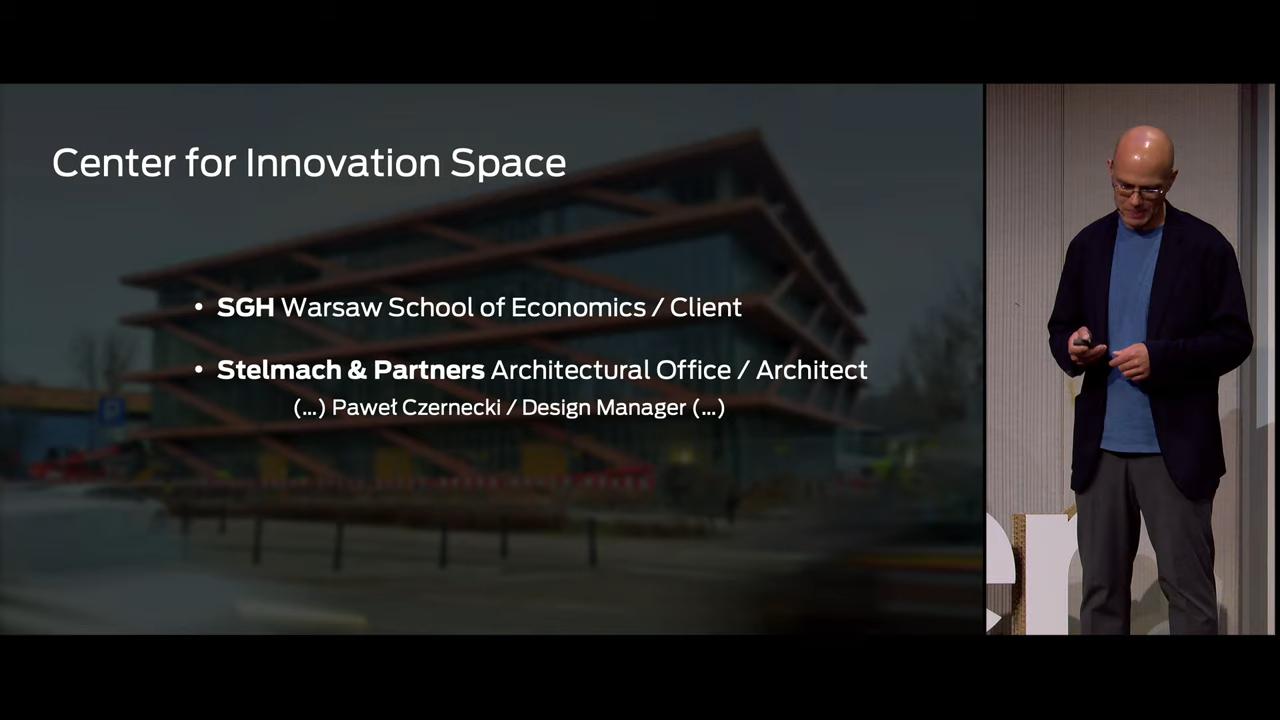 Center for Innovation Space
• SGH Warsaw School of Economics / Client
• Stelmach & Partners Architectural Office / Architect
(...) Paweł Czernecki / Design Manager (...)